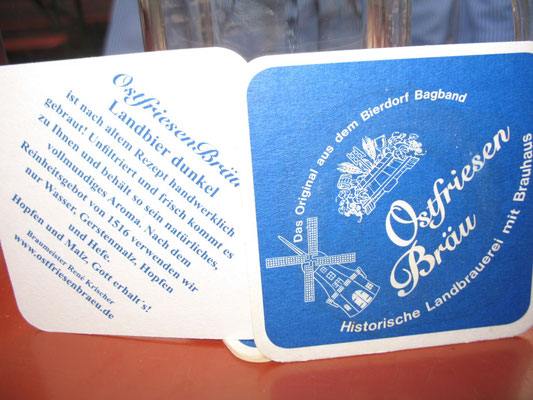 Ostfriesen Bräu
Landbier dunkel
ist nach altem Rezept handwerklich
gebraut! Unfiltriert und frisch kommt es
zu Ihnen und behält so sein natürliches,
vollmundiges Aroma. Nach dem
Reinheitsgebot von 1516 verwenden wir
nur Wasser, Gerstenmalz, Hopfen
und Hefe.
Hopfen und Malz, Gott erhalt´s!
Braumeister René Krischer
www.ostfriesenbraeu.de
Das Original aus dem Bierdorf Bagband
Ostfriesen
Bräu
Historische Landbrauerei mit Brauhaus